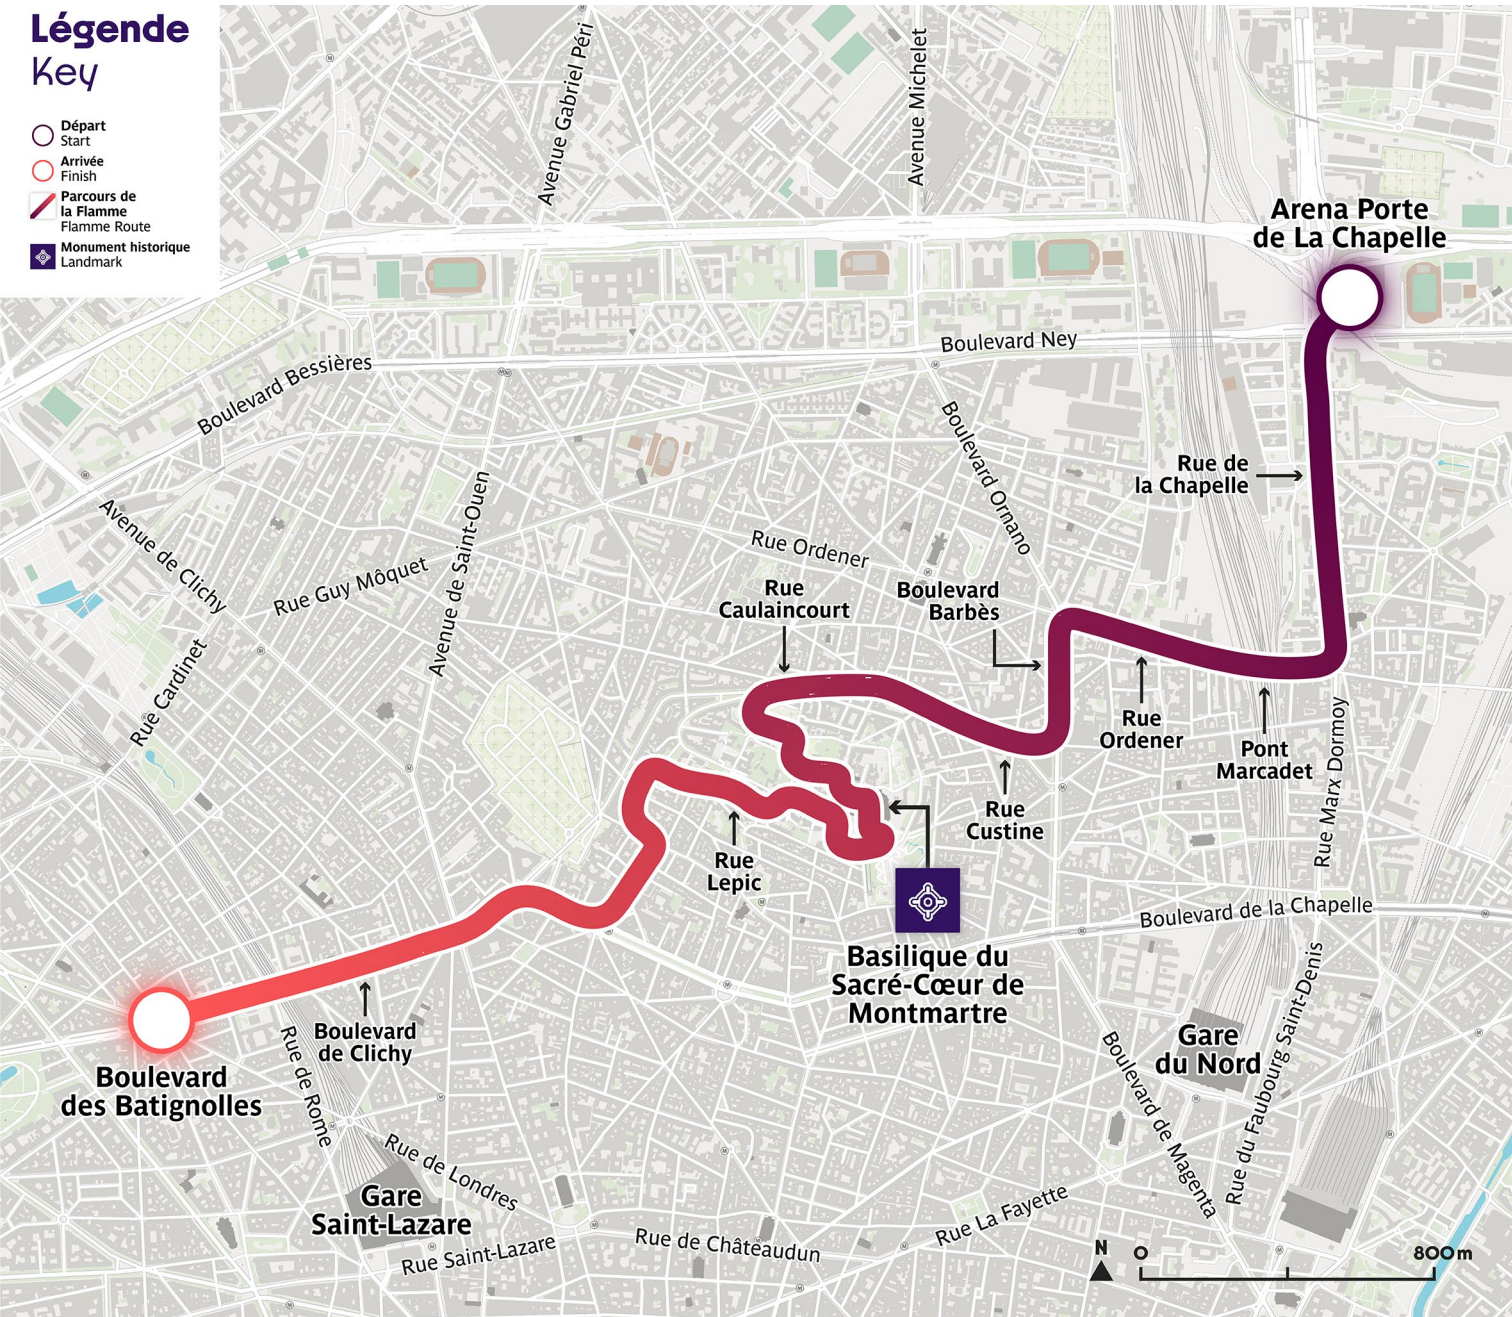 Légende
Key
Départ
Start
Arrivée
Finish
Parcours de
la Flamme
Flamme Route
Monument historique
Landmark
Avenue Gabriel Péri
Avenue Michelet
Arena Porte
de La Chapelle
Boulevard Bessières
Boulevard Ney
Boulevard Ornano
Rue de
la Chapelle
Avenue de Clichy
Avenue de Saint-Ouen
Rue Guy Môquet
Rue Ordener
Rue
Caulaincourt
Boulevard
Barbès
Rue Cardinet
Rue
Ordener
Pont
Marcadet
Rue Marx Dormoy
Rue
Custine
Rue
Lepic
Boulevard de la Chapelle
Basilique du
Sacré-Cœur de
Montmartre
Boulevard
de Clichy
Boulevard
des Batignolles
Rue de Rome
Gare
du Nord
Rue du Faubourg Saint-Denis
Boulevard de Magenta
Rue de Londres
Gare
Saint-Lazare
Rue Saint-Lazare
Rue de Châteaudun
Rue La Fayette
N
0
800m